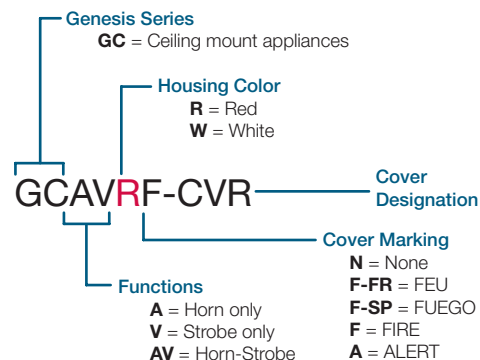 Genesis Series
GC = Ceiling mount appliances
Housing Color
R = Red
W = White
GCAVRF-CVR
Cover
Designation
Cover Marking
N = None
F-FR = FEU
F-SP = FUEGO
F = FIRE
A = ALERT
Functions
A = Horn only
V = Strobe only
AV = Horn-Strobe